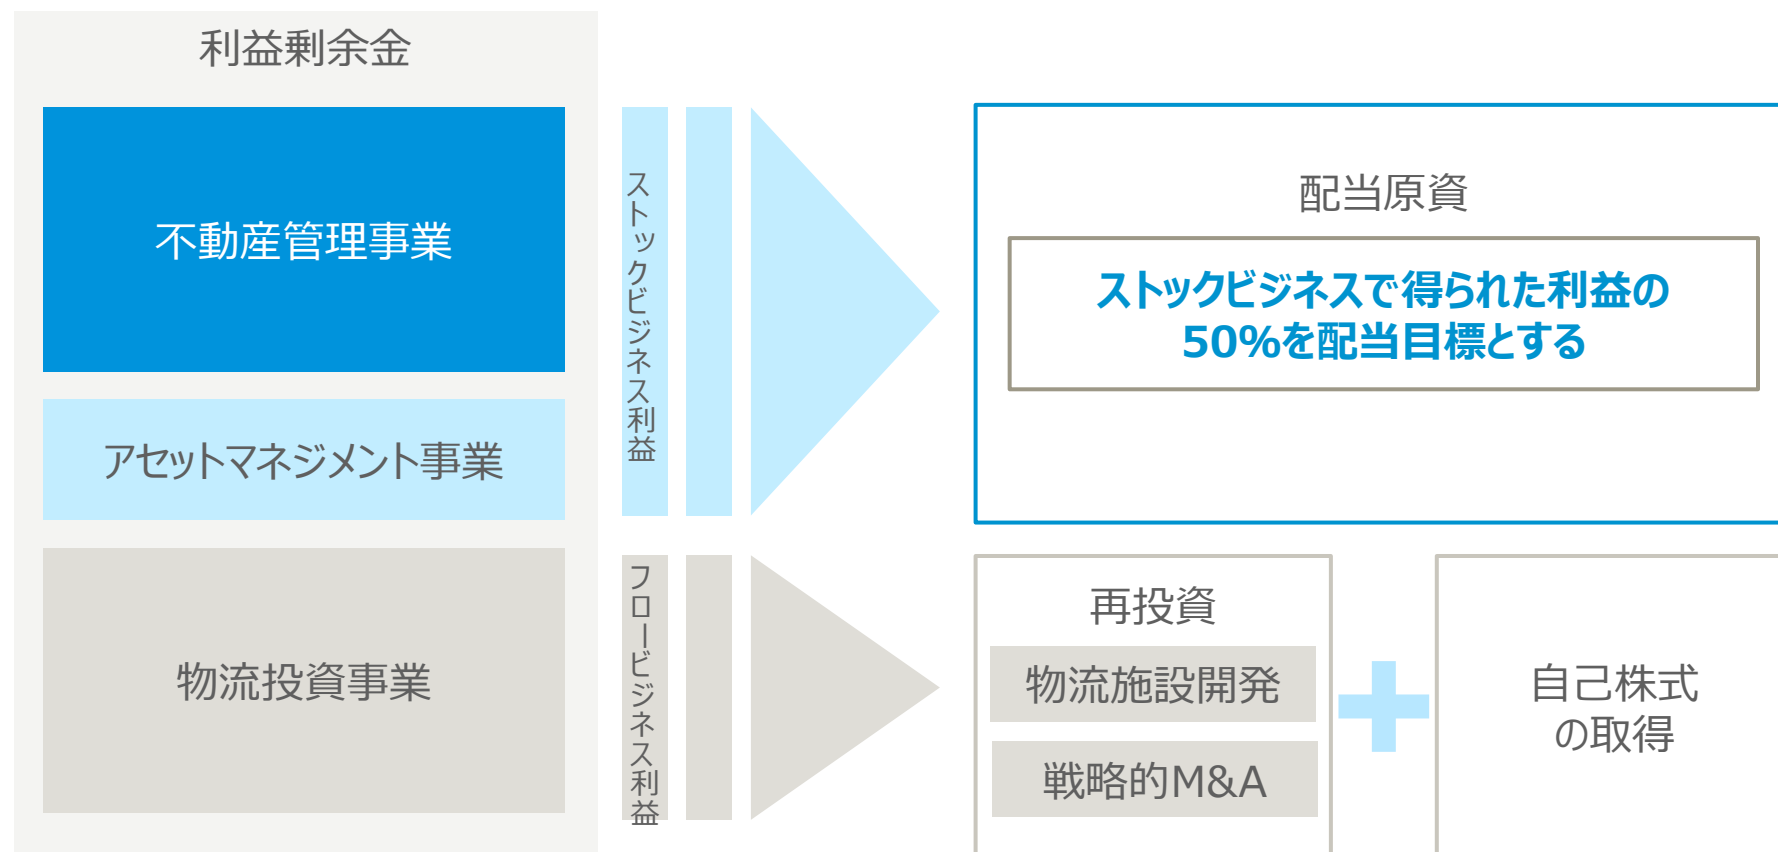 利益剰余金
不動産管理事業
アセットマネジメント事業
物流投資事業
ストックビジネス利益
フロービジネス利益
配当原資
ストックビジネスで得られた利益の
50%を配当目標とする
再投資
物流施設開発
戦略的M&A
自己株式
の取得